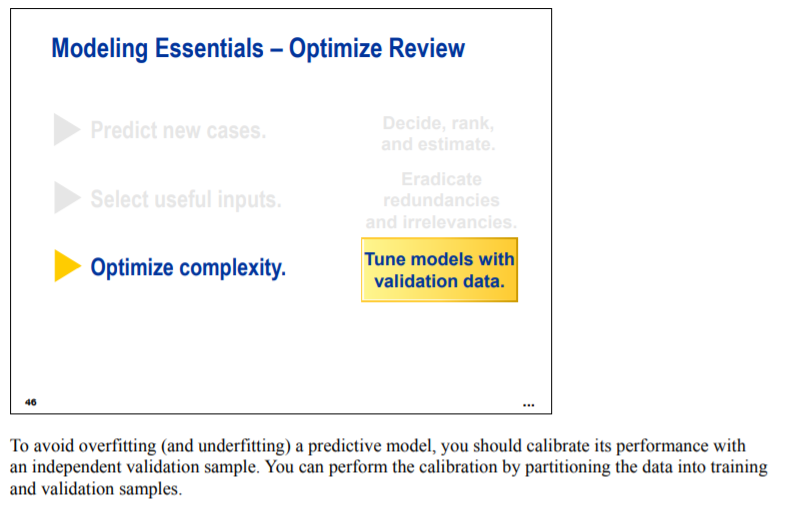 Modeling Essentials – Optimize Review
Predict new cases.
Decide, rank,
and estimate.
Select useful inputs.
Eradicate
redundancies
and irrelevancies.
Optimize complexity.
Tune models with
validation data.
46
...
To avoid overfitting (and underfitting) a predictive model, you should calibrate its performance with
an independent validation sample. You can perform the calibration by partitioning the data into training
and validation samples.